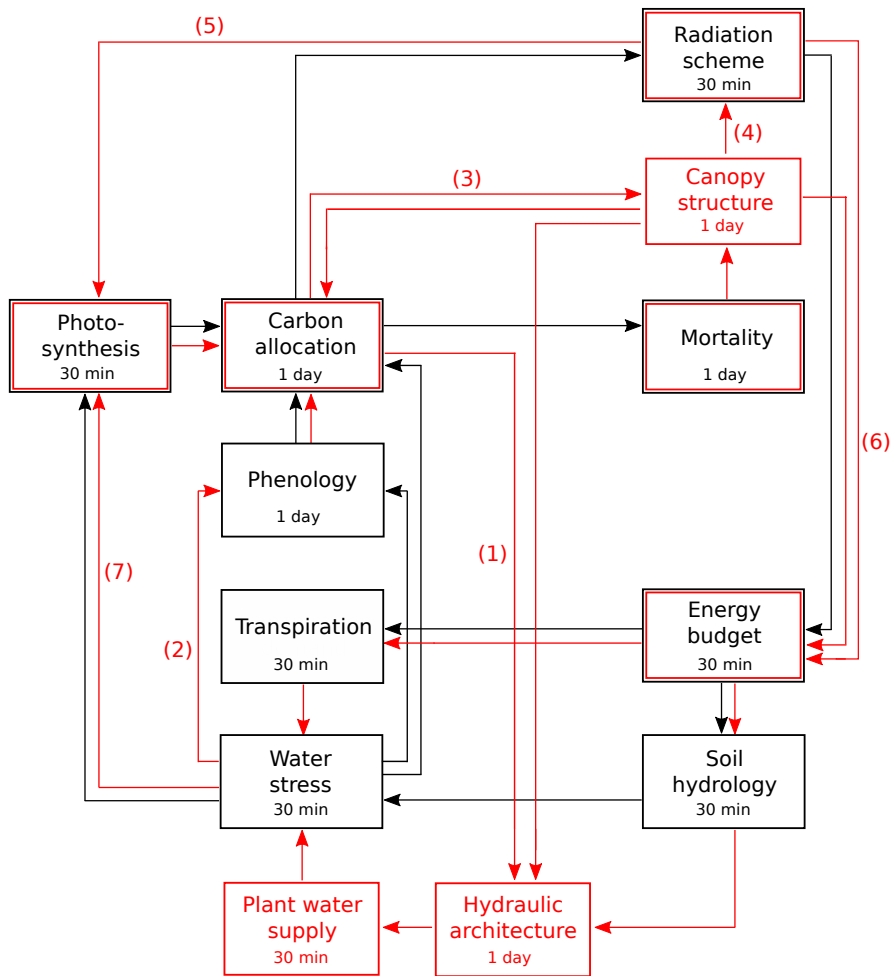 (5)
Radiation
scheme
30 min
(4)
(3)
Canopy
structure
1 day
Photo-
synthesis
30 min
Carbon
allocation
1 day
Mortality
1 day
(6)
Phenology
1 day
(1)
(7)
(2)
Transpiration
30 min
Energy
budget
30 min
Water
stress
30 min
Soil
hydrology
30 min
Plant water
supply
30 min
Hydraulic
architecture
1 day